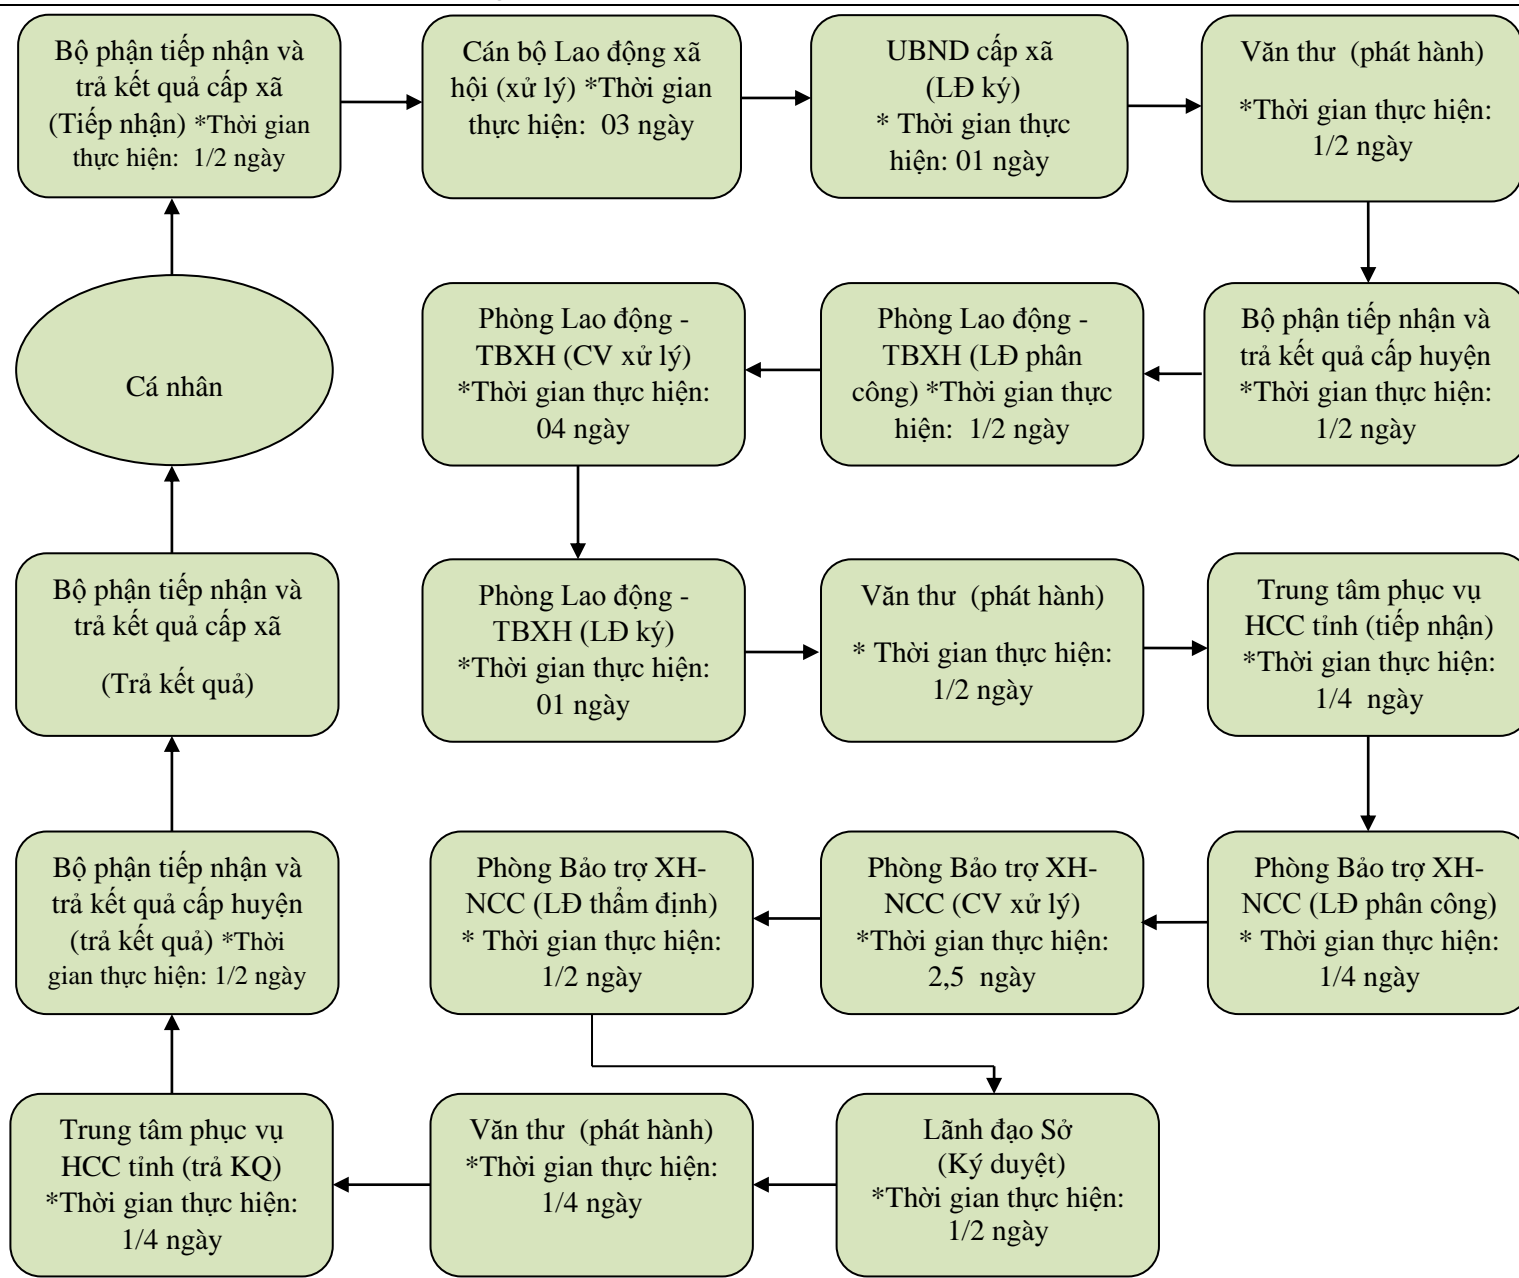 Bộ phận tiếp nhận và
trả kết quả cấp xã
(Tiếp nhận) *Thời gian
thực hiện: 1/2 ngày
Cán bộ Lao động xã
hội (xử lý) *Thời gian
thực hiện: 03 ngày
UBND cấp xã
(LĐ ký)
* Thời gian thực
hiện: 01 ngày
Văn thư (phát hành)
*Thời gian thực hiện:
1/2 ngày
Cá nhân
Phòng Lao động -
TBXH (CV xử lý)
*Thời gian thực hiện:
04 ngày
Phòng Lao động -
TBXH (LĐ phân
công) *Thời gian thực
hiện: 1/2 ngày
Bộ phận tiếp nhận và
trả kết quả cấp huyện
*Thời gian thực hiện:
1/2 ngày
Bộ phận tiếp nhận và
trả kết quả cấp xã
(Trả kết quả)
Phòng Lao động -
TBXH (LĐ ký)
*Thời gian thực hiện:
01 ngày
Văn thư (phát hành)
* Thời gian thực hiện:
1/2 ngày
Trung tâm phục vụ
HCC tỉnh (tiếp nhận)
*Thời gian thực hiện:
1/4 ngày
Bộ phận tiếp nhận và
trả kết quả cấp huyện
(trả kết quả) *Thời
gian thực hiện: 1/2 ngày
Phòng Bảo trợ XH-
NCC (LĐ thẩm định)
* Thời gian thực hiện:
1/2 ngày
Phòng Bảo trợ XH-
NCC (CV xử lý)
*Thời gian thực hiện:
2,5 ngày
Phòng Bảo trợ XH-
NCC (LĐ phân công)
* Thời gian thực hiện:
1/4 ngày
Trung tâm phục vụ
HCC tỉnh (trả KQ)
*Thời gian thực hiện:
1/4 ngày
Văn thư (phát hành)
*Thời gian thực hiện:
1/4 ngày
Lãnh đạo Sở
(Ký duyệt)
*Thời gian thực hiện:
1/2 ngày